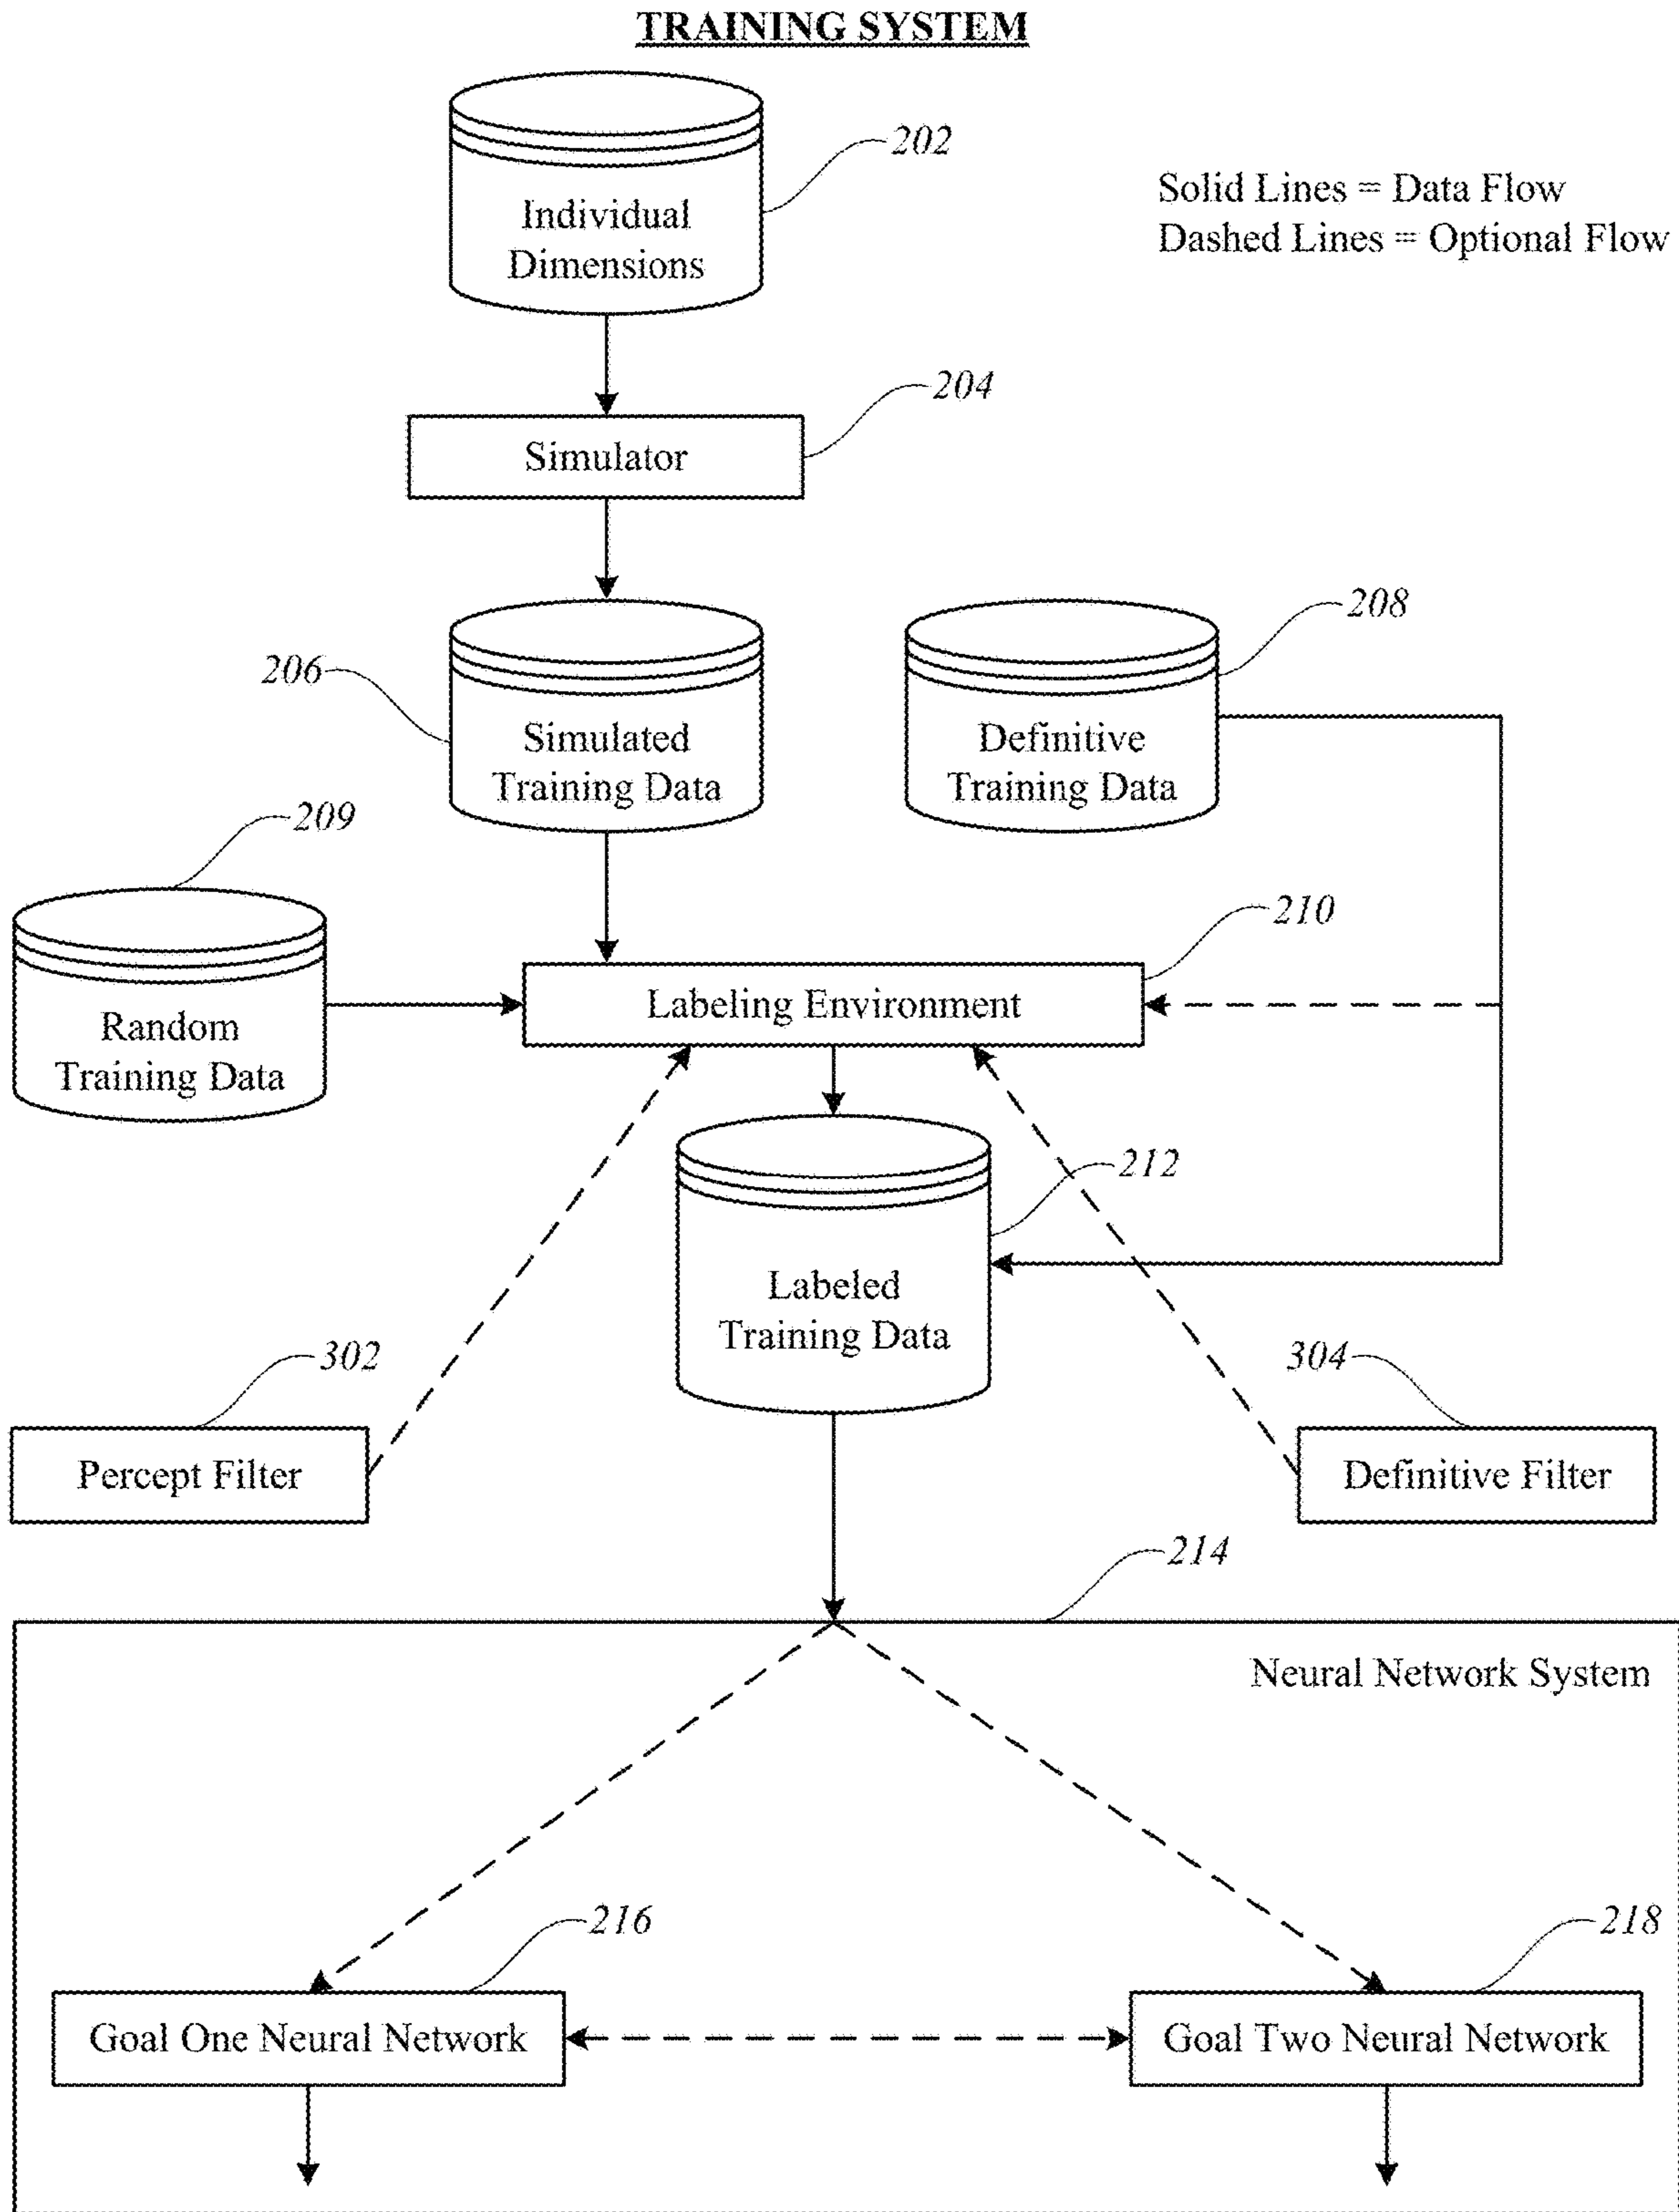 TRAINING SYSTEM
202
Individual
Dimensions
Solid Lines = Data Flow
Dashed Lines = Optional Flow
204
Simulator
206
Simulated
Training Data
208
Definitive
Training Data
209
Random
Training Data
210
Labeling Environment
212
Labeled
Training Data
302
Percept Filter
304
Definitive Filter
214
Neural Network System
216
Goal One Neural Network
218
Goal Two Neural Network